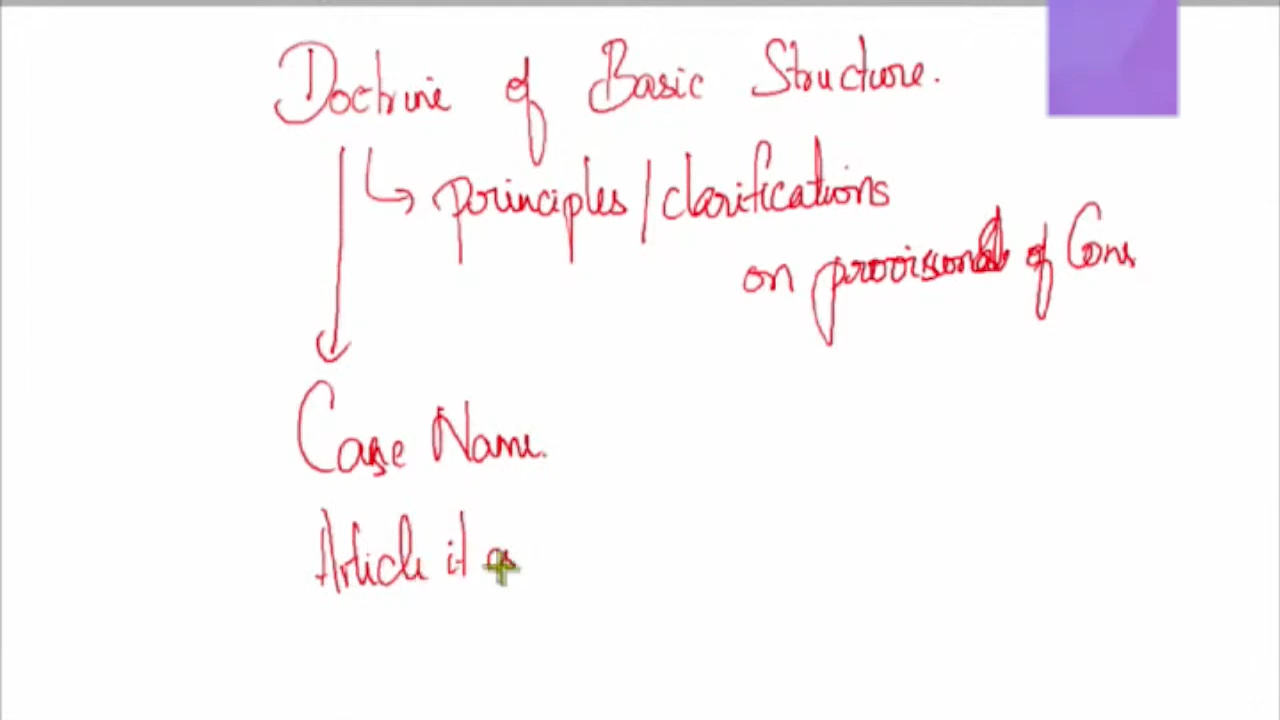 Doctrine of Basic Structure.
principles/clarifications
on provisions of Cons
Case Name.
Article it